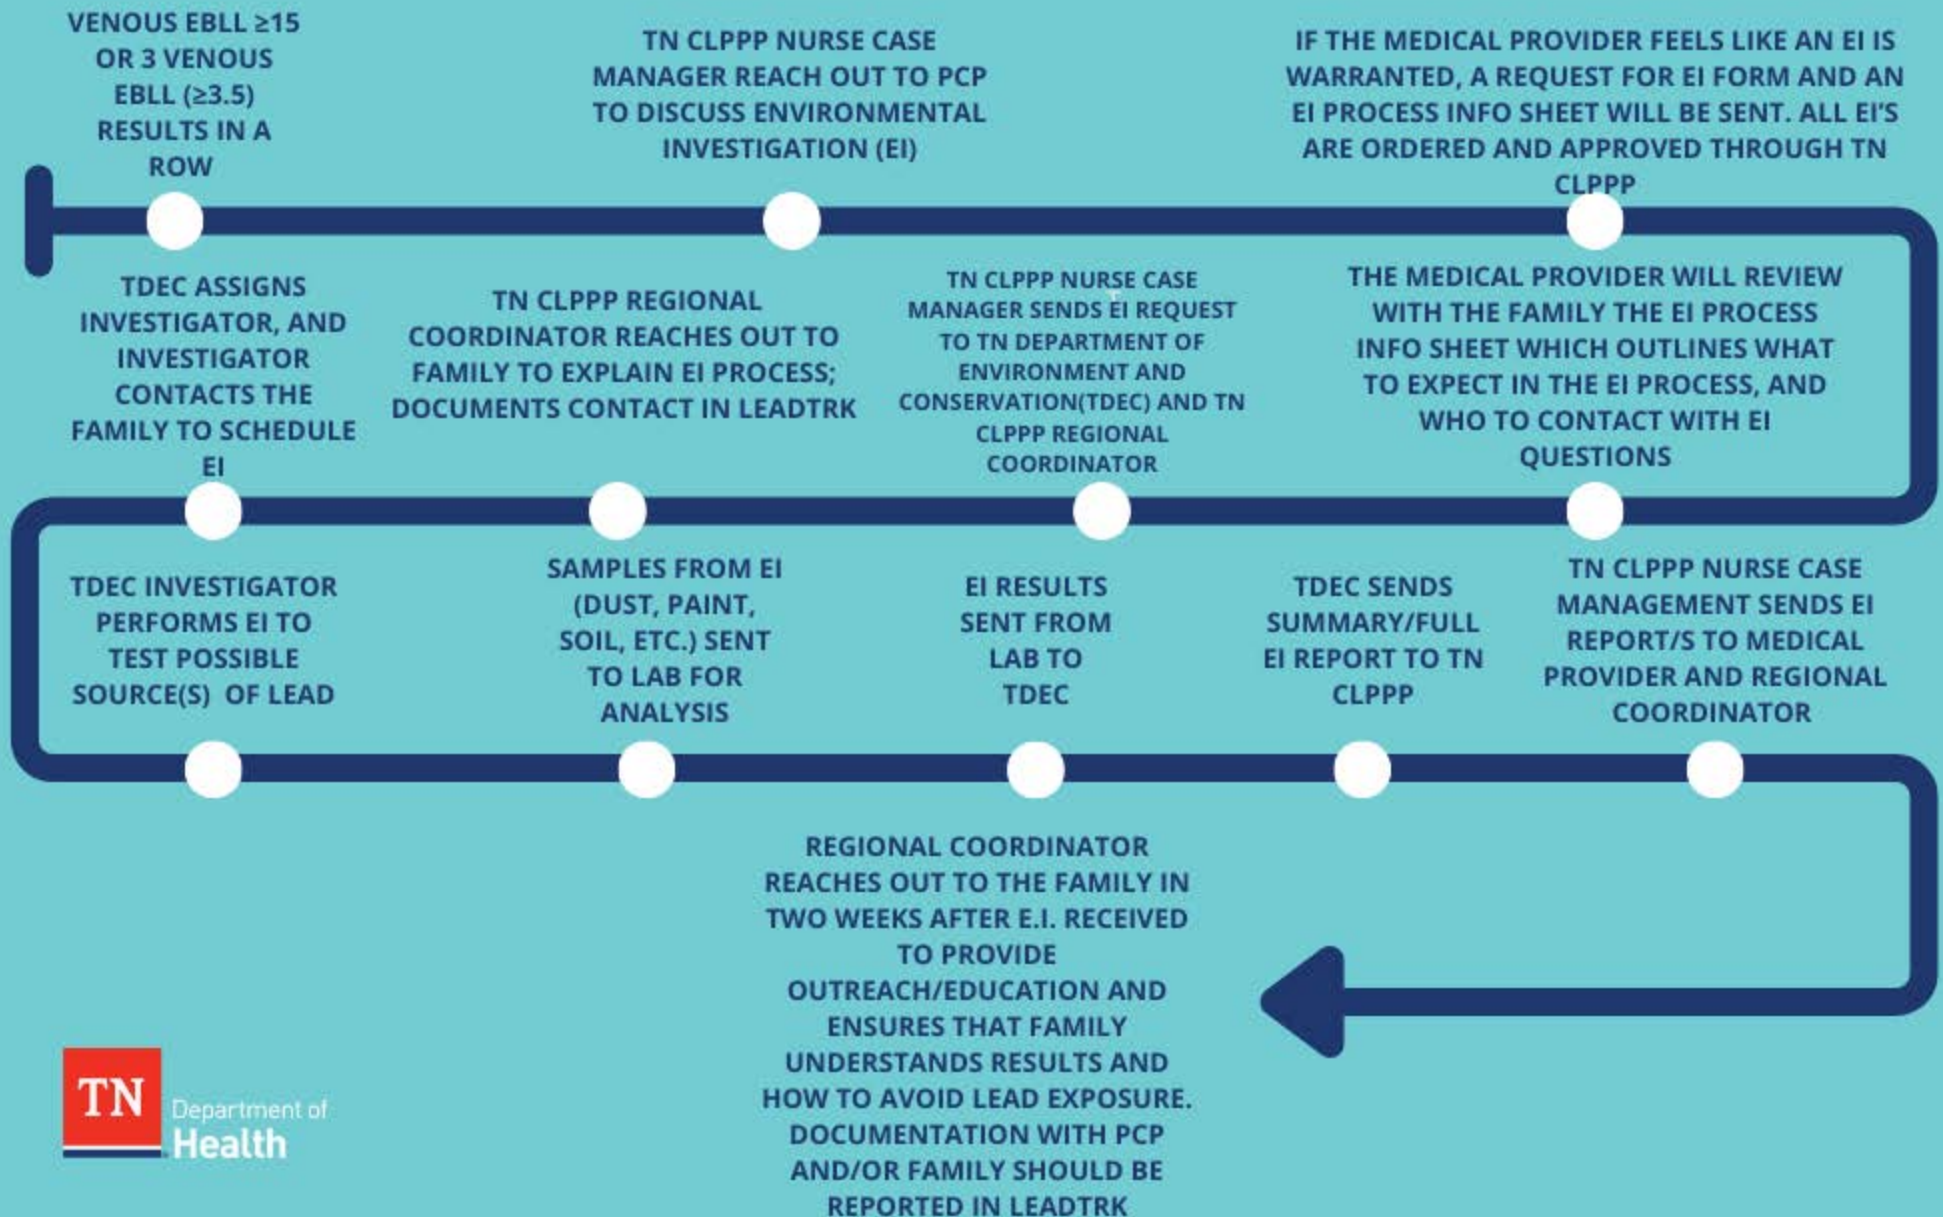 VENOUS EBLL ≥15
OR 3 VENOUS
EBLL (≥3.5)
RESULTS IN A
ROW
TN CLPPP NURSE CASE
MANAGER REACH OUT TO PCP
TO DISCUSS ENVIRONMENTAL
INVESTIGATION (EI)
IF THE MEDICAL PROVIDER FEELS LIKE AN EI IS
WARRANTED, A REQUEST FOR EI FORM AND AN
EI PROCESS INFO SHEET WILL BE SENT. ALL EI'S
ARE ORDERED AND APPROVED THROUGH TN
CLPPP
THE MEDICAL PROVIDER WILL REVIEW
WITH THE FAMILY THE EI PROCESS
INFO SHEET WHICH OUTLINES WHAT
TO EXPECT IN THE EI PROCESS, AND
WHO TO CONTACT WITH EI
QUESTIONS
TN CLPPP NURSE CASE
MANAGER SENDS EI REQUEST
TO TN DEPARTMENT OF
ENVIRONMENT AND
CONSERVATION(TDEC) AND TN
CLPPP REGIONAL
COORDINATOR
TN CLPPP REGIONAL
COORDINATOR REACHES OUT TO
FAMILY TO EXPLAIN EI PROCESS;
DOCUMENTS CONTACT IN LEADTRK
TDEC ASSIGNS
INVESTIGATOR, AND
INVESTIGATOR
CONTACTS THE
FAMILY TO SCHEDULE
EI
TDEC INVESTIGATOR
PERFORMS EI TO
TEST POSSIBLE
SOURCE(S) OF LEAD
SAMPLES FROM EI
(DUST, PAINT,
SOIL, ETC.) SENT
TO LAB FOR
ANALYSIS
EI RESULTS
SENT FROM
LAB TO
TDEC
TDEC SENDS
SUMMARY/FULL
EI REPORT TO TN
CLPPP
TN CLPPP NURSE CASE
MANAGEMENT SENDS EI
REPORT/S TO MEDICAL
PROVIDER AND REGIONAL
COORDINATOR
REGIONAL COORDINATOR
REACHES OUT TO THE FAMILY IN
TWO WEEKS AFTER E.I. RECEIVED
TO PROVIDE
OUTREACH/EDUCATION AND
ENSURES THAT FAMILY
UNDERSTANDS RESULTS AND
HOW TO AVOID LEAD EXPOSURE.
DOCUMENTATION WITH PCP
AND/OR FAMILY SHOULD BE
REPORTED IN LEADTRK
TN
Department of
Health